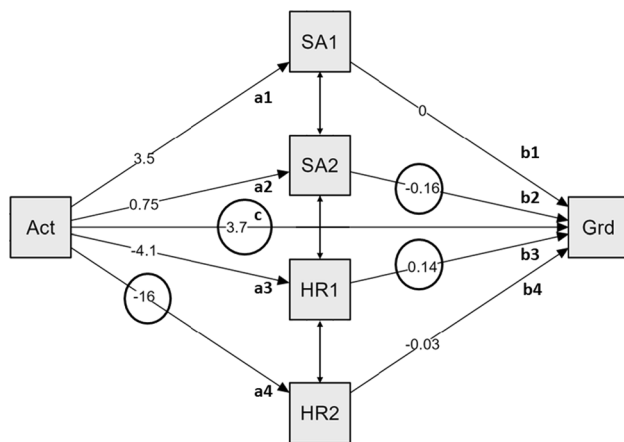 SA1
a1
3.5
0
b1
SA2
a2
0.75
-0.16
b2
Act
c
3.7
Grd
-4.1
0.14
b3
HR1
a3
b4
-16
-0.03
a4
HR2